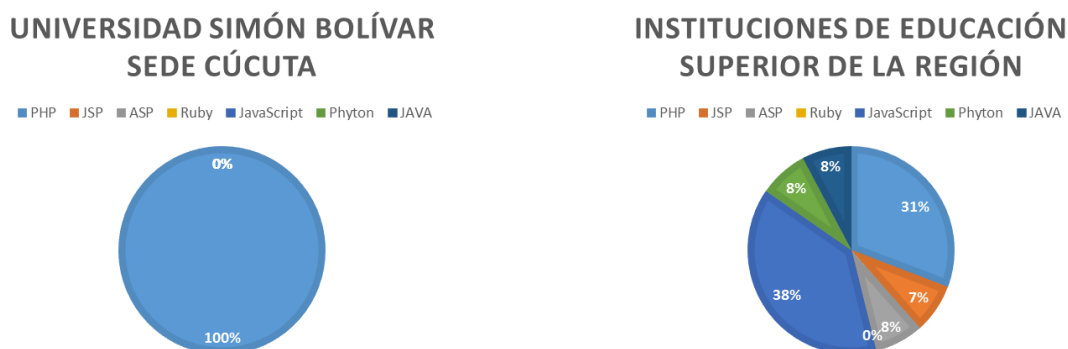 UNIVERSIDAD SIMÓN BOLÍVAR
SEDE CÚCUTA
PHP JSP ASP Ruby JavaScript Phyton JAVA
0%
100%
INSTITUCIONES DE EDUCACIÓN
SUPERIOR DE LA REGIÓN
PHP JSP ASP Ruby JavaScript Phyton JAVA
8%
8%
31%
38%
7%
0%
8%